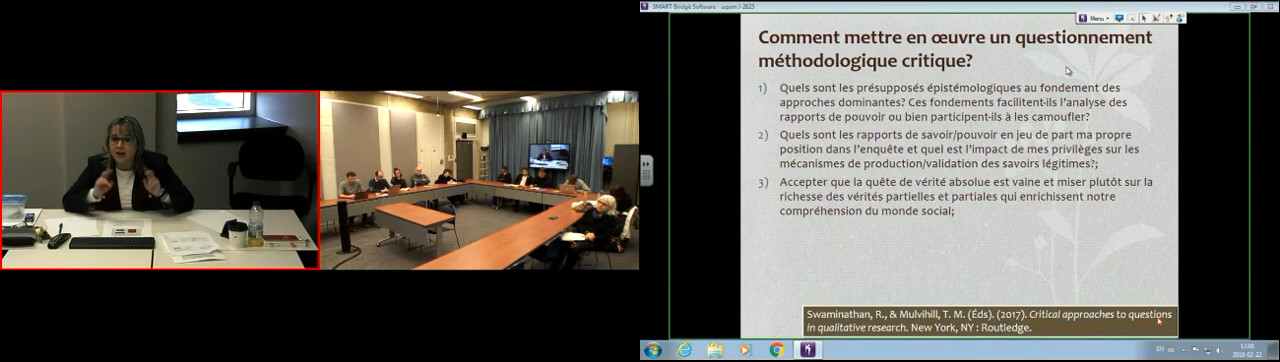 SMART Bridgit Software - uqam J-2625
Menu
Comment mettre en œuvre un questionnement
méthodologique critique?
1) Quels sont les présupposés épistémologiques au fondement des
approches dominantes? Ces fondements facilitent-ils l'analyse des
rapports de pouvoir ou bien participent-ils à les camoufler?
2) Quels sont les rapports de savoir/pouvoir en jeu de part ma propre
position dans l'enquête et quel est l'impact de mes privilèges sur les
mécanismes de production/validation des savoirs légitimes?;
3) Accepter que la quête de vérité absolue est vaine et miser plutôt sur la
richesse des vérités partielles et partiales qui enrichissent notre
compréhension du monde social;
Swaminathan, R., & Mulvihill, T. M. (Éds). (2017). Critical approaches to questions
in qualitative research. New York, NY : Routledge.
EN
12:08
2019-02-22